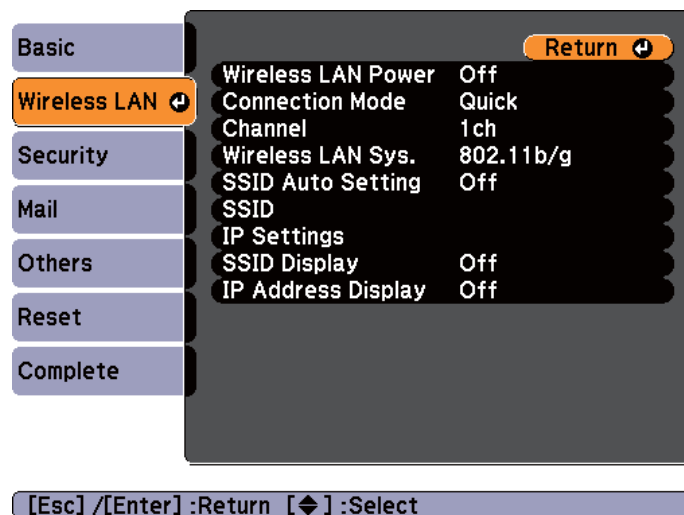 Basic
Wireless LAN
Security
Mail
Others
Reset
Complete
Return
Wireless LAN Power Off
Connection Mode Quick
Channel 1ch
Wireless LAN Sys. 802.11b/g
SSID Auto Setting Off
SSID
IP Settings
SSID Display Off
IP Address Display Off
[Esc] /[Enter] :Return [◆] :Select